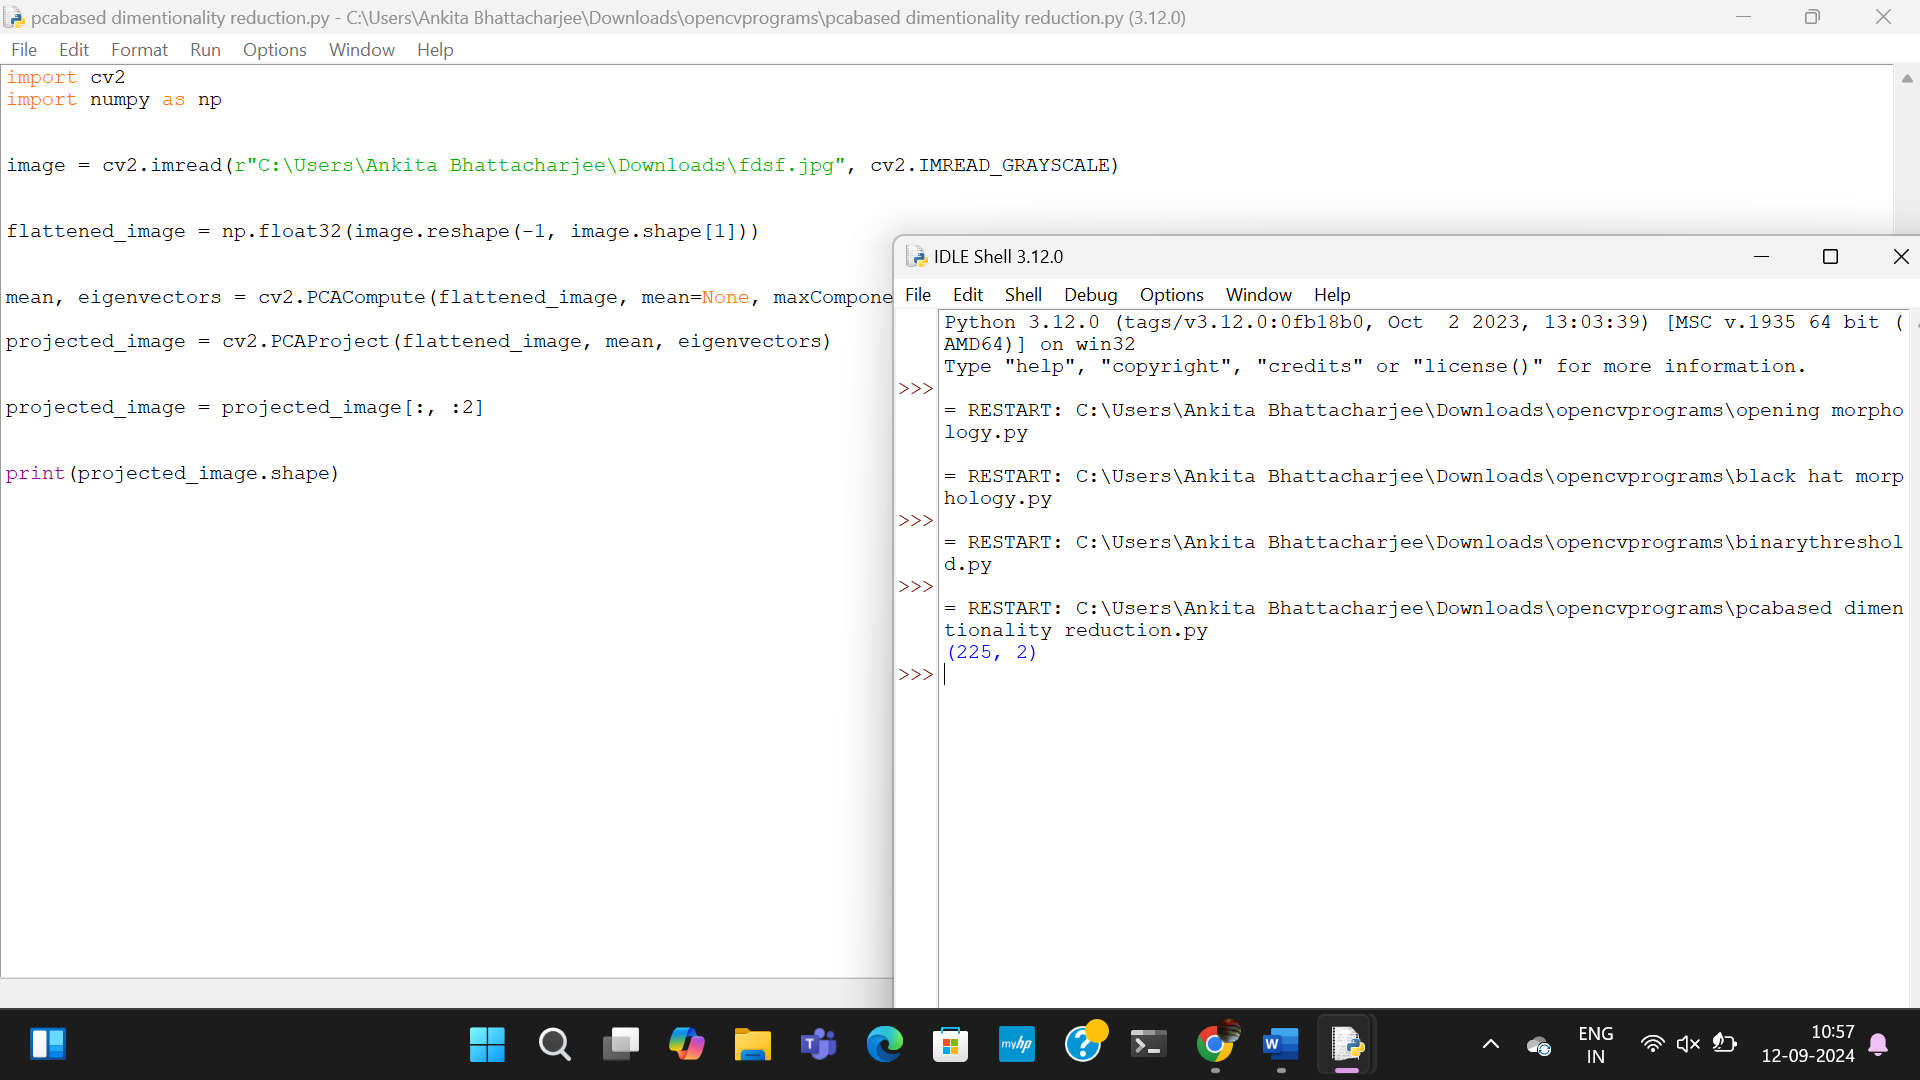 pcabased dimentionality reduction.py - C:\Users\Ankita Bhattacharjee\Downloads\opencvprograms\pcabased dimentionality reduction.py (3.12.0)
File Edit Format Run Options Window Help
import cv2
import numpy as np
image = cv2.imread(r"C:\Users\Ankita Bhattacharjee\Downloads\fdsf.jpg", cv2.IMREAD_GRAYSCALE)
flattened_image = np.float32(image.reshape(-1, image.shape[1]))
mean, eigenvectors = cv2.PCACompute(flattened_image, mean=None, maxCompone
projected_image = cv2.PCAProject(flattened_image, mean, eigenvectors)
projected_image = projected_image[:, :2]
print(projected_image.shape)
IDLE Shell 3.12.0
File Edit Shell Debug Options Window Help
Python 3.12.0 (tags/v3.12.0:0fb18b0, Oct  2 2023, 13:03:39) [MSC v.1935 64 bit (
AMD64)] on win32
Type "help", "copyright", "credits" or "license()" for more information.
>>>
= RESTART: C:\Users\Ankita Bhattacharjee\Downloads\opencvprograms\opening morpho
logy.py
= RESTART: C:\Users\Ankita Bhattacharjee\Downloads\opencvprograms\black hat morp
hology.py
>>>
= RESTART: C:\Users\Ankita Bhattacharjee\Downloads\opencvprograms\binarythreshol
d.py
>>>
= RESTART: C:\Users\Ankita Bhattacharjee\Downloads\opencvprograms\pcabased dimen
tionality reduction.py
(225, 2)
>>>
myhp
ENG
IN
10:57
12-09-2024